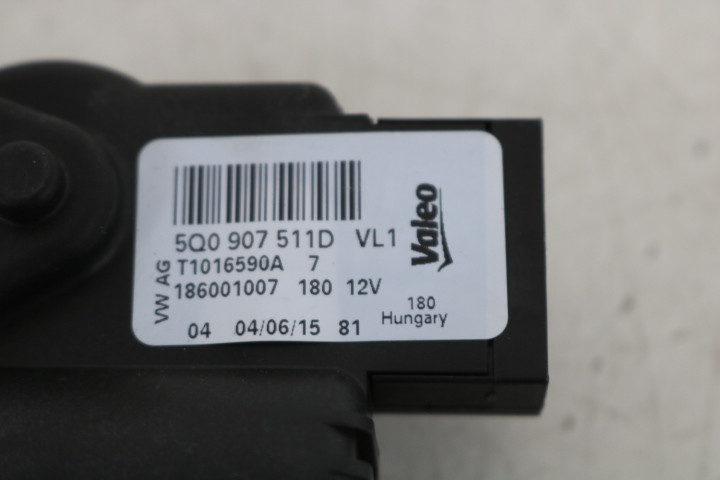 5Q0 907 511D VL1
VW AG
T1016590A 7
186001007 180 12V
04 04/06/15 81
Valeo
180
Hungary